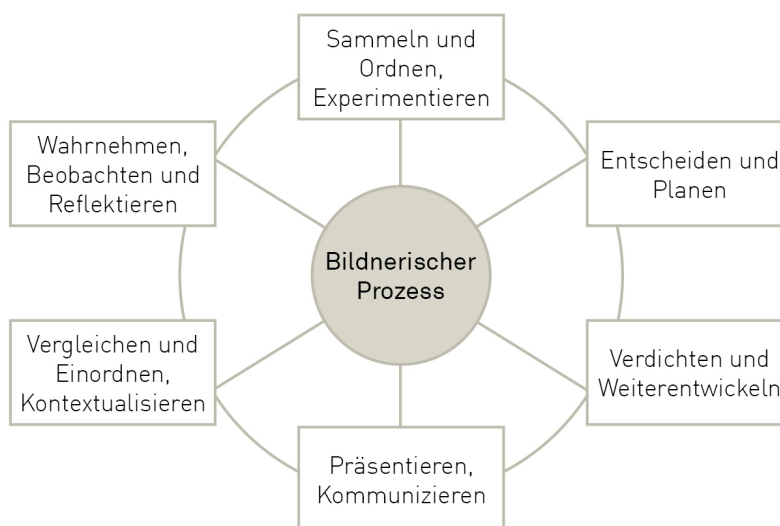 Sammeln und
Ordnen,
Experimentieren
Wahrnehmen,
Beobachten und
Reflektieren
Entscheiden und
Planen
Bildnerischer
Prozess
Vergleichen und
Einordnen,
Kontextualisieren
Verdichten und
Weiterentwickeln
Präsentieren,
Kommunizieren